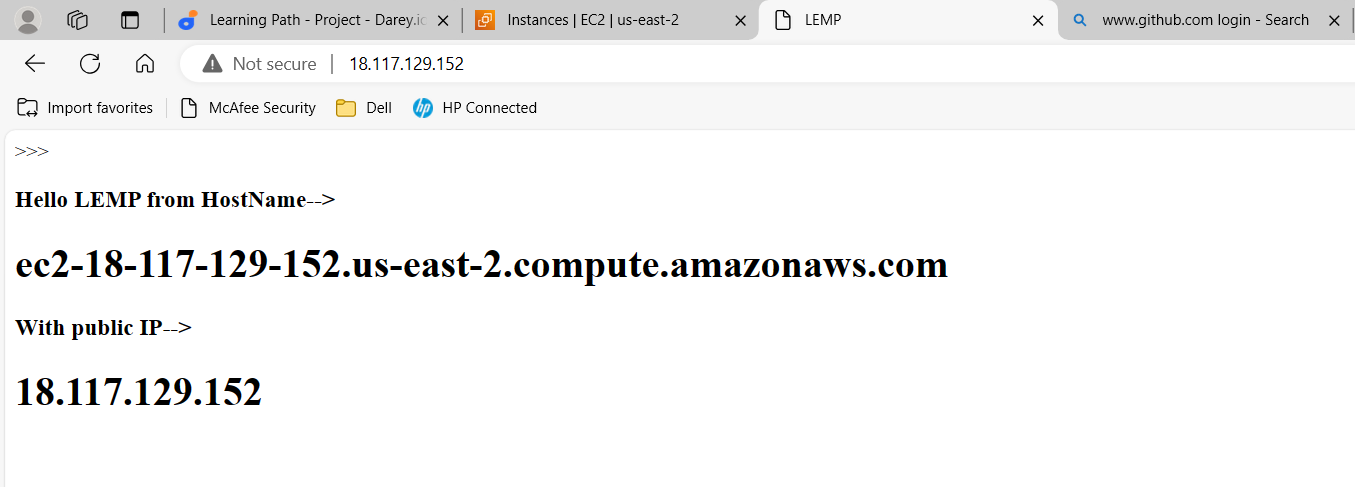 Learning Path - Project - Darey.io
Instances | EC2 | us-east-2
LEMP
www.github.com login - Search
Not secure | 18.117.129.152
Import favorites
McAfee Security
Dell
hp HP Connected
>>>
Hello LEMP from HostName-->
ec2-18-117-129-152.us-east-2.compute.amazonaws.com
With public IP-->
18.117.129.152